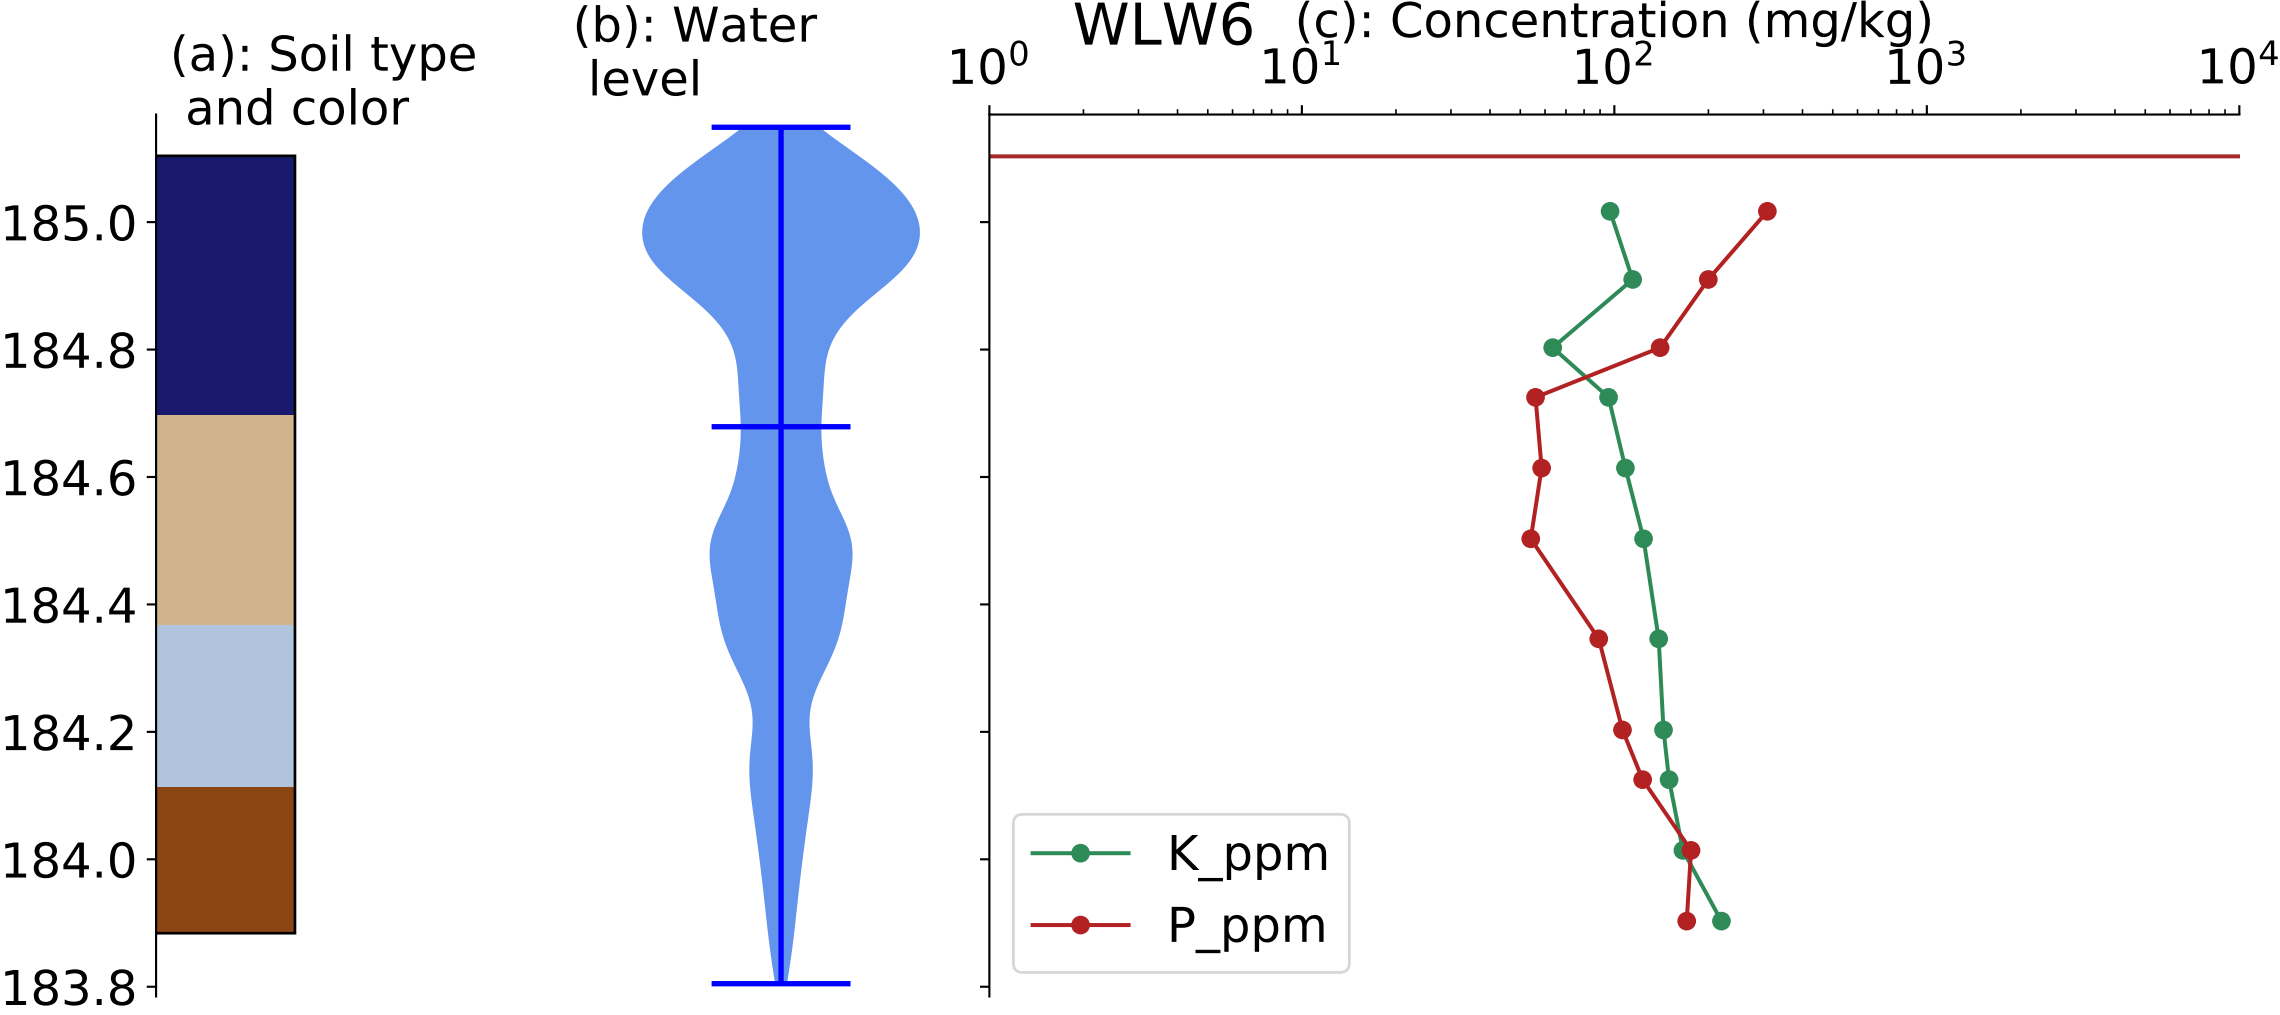 (a): Soil type
and color
(b): Water
level
WLW6
(c): Concentration (mg/kg)
10⁰ 10¹ 10² 10³ 10⁴
185.0
184.8
184.6
184.4
184.2
184.0
183.8
K_ppm
P_ppm